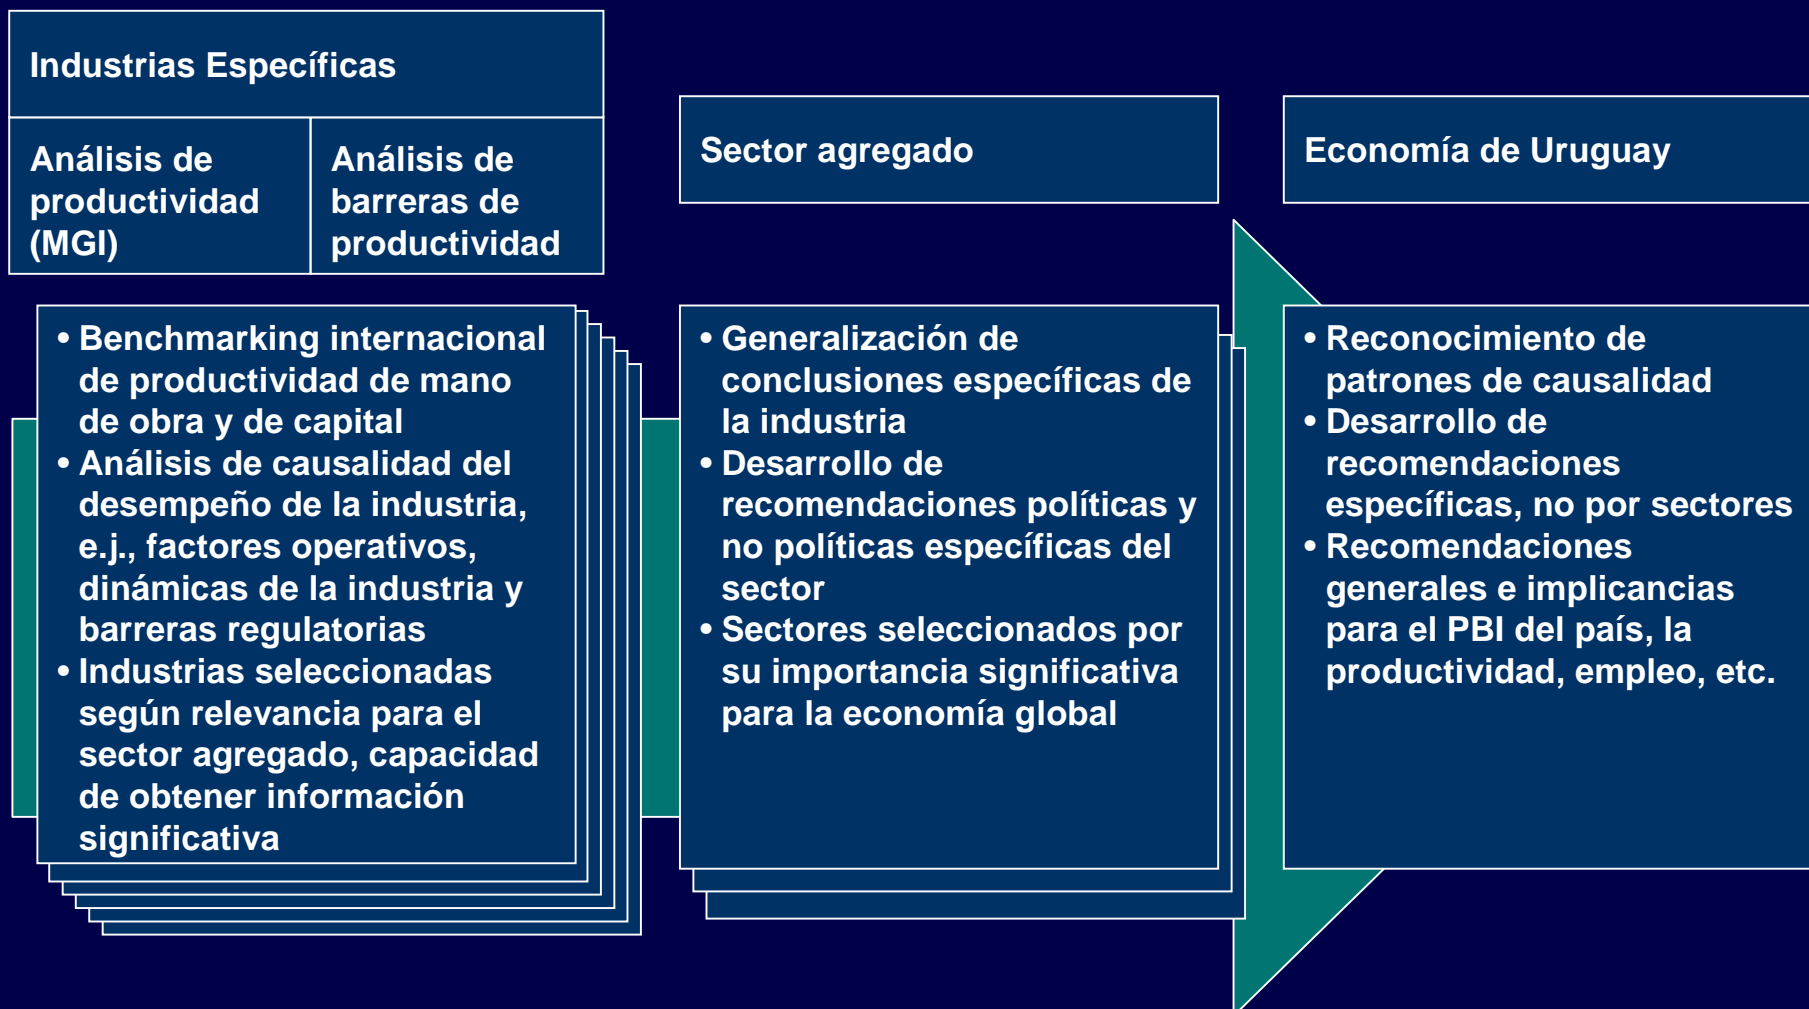 Industrias Específicas
Análisis de
productividad
(MGI)
Análisis de
barreras de
productividad
Sector agregado
Economía de Uruguay
• Benchmarking internacional
de productividad de mano
de obra y de capital
• Análisis de causalidad del
desempeño de la industria,
e.j., factores operativos,
dinámicas de la industria y
barreras regulatorias
• Industrias seleccionadas
según relevancia para el
sector agregado, capacidad
de obtener información
significativa
• Generalización de
conclusiones específicas de
la industria
• Desarrollo de
recomendaciones políticas y
no políticas específicas del
sector
• Sectores seleccionados por
su importancia significativa
para la economía global
• Reconocimiento de
patrones de causalidad
• Desarrollo de
recomendaciones
específicas, no por sectores
• Recomendaciones
generales e implicancias
para el PBI del país, la
productividad, empleo, etc.